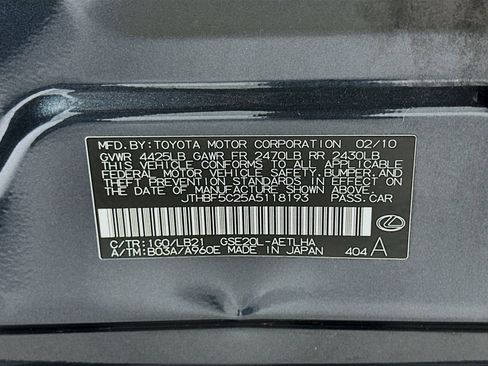 MFD. BY: TOYOTA MOTOR CORPORATION 02/10
GVWR 4425LB GAWR FR 2470LB RR 2430LB
THIS VEHICLE CONFORMS TO ALL APPLICABLE
FEDERAL MOTOR VEHICLE SAFETY, BUMPER, AND
THEFT PREVENTION STANDARDS IN EFFECT ON
THE DATE OF MANUFACTURE SHOWN ABOVE.
JTHBF5C25A5118193 PASS. CAR
C/TR: 1G0/LB21 GSE20L-AETLHA
A/TM: B03A/A960E MADE IN JAPAN 404 A